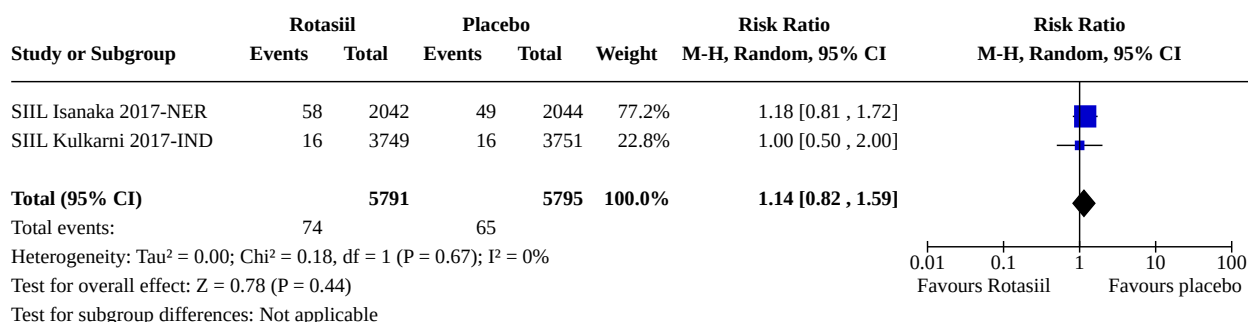 Rotasiil Placebo Risk Ratio Risk Ratio
Study or Subgroup Events Total Events Total Weight M-H, Random, 95% CI M-H, Random, 95% CI
SIIL Isanaka 2017-NER 58 2042 49 2044 77.2% 1.18 [0.81 , 1.72]
SIIL Kulkarni 2017-IND 16 3749 16 3751 22.8% 1.00 [0.50 , 2.00]
Total (95% CI) 5791 5795 100.0% 1.14 [0.82 , 1.59]
Total events: 74 65
Heterogeneity: Tau² = 0.00; Chi² = 0.18, df = 1 (P = 0.67); I² = 0%
0.01 0.1 1 10 100
Test for overall effect: Z = 0.78 (P = 0.44) Favours Rotasiil Favours placebo
Test for subgroup differences: Not applicable